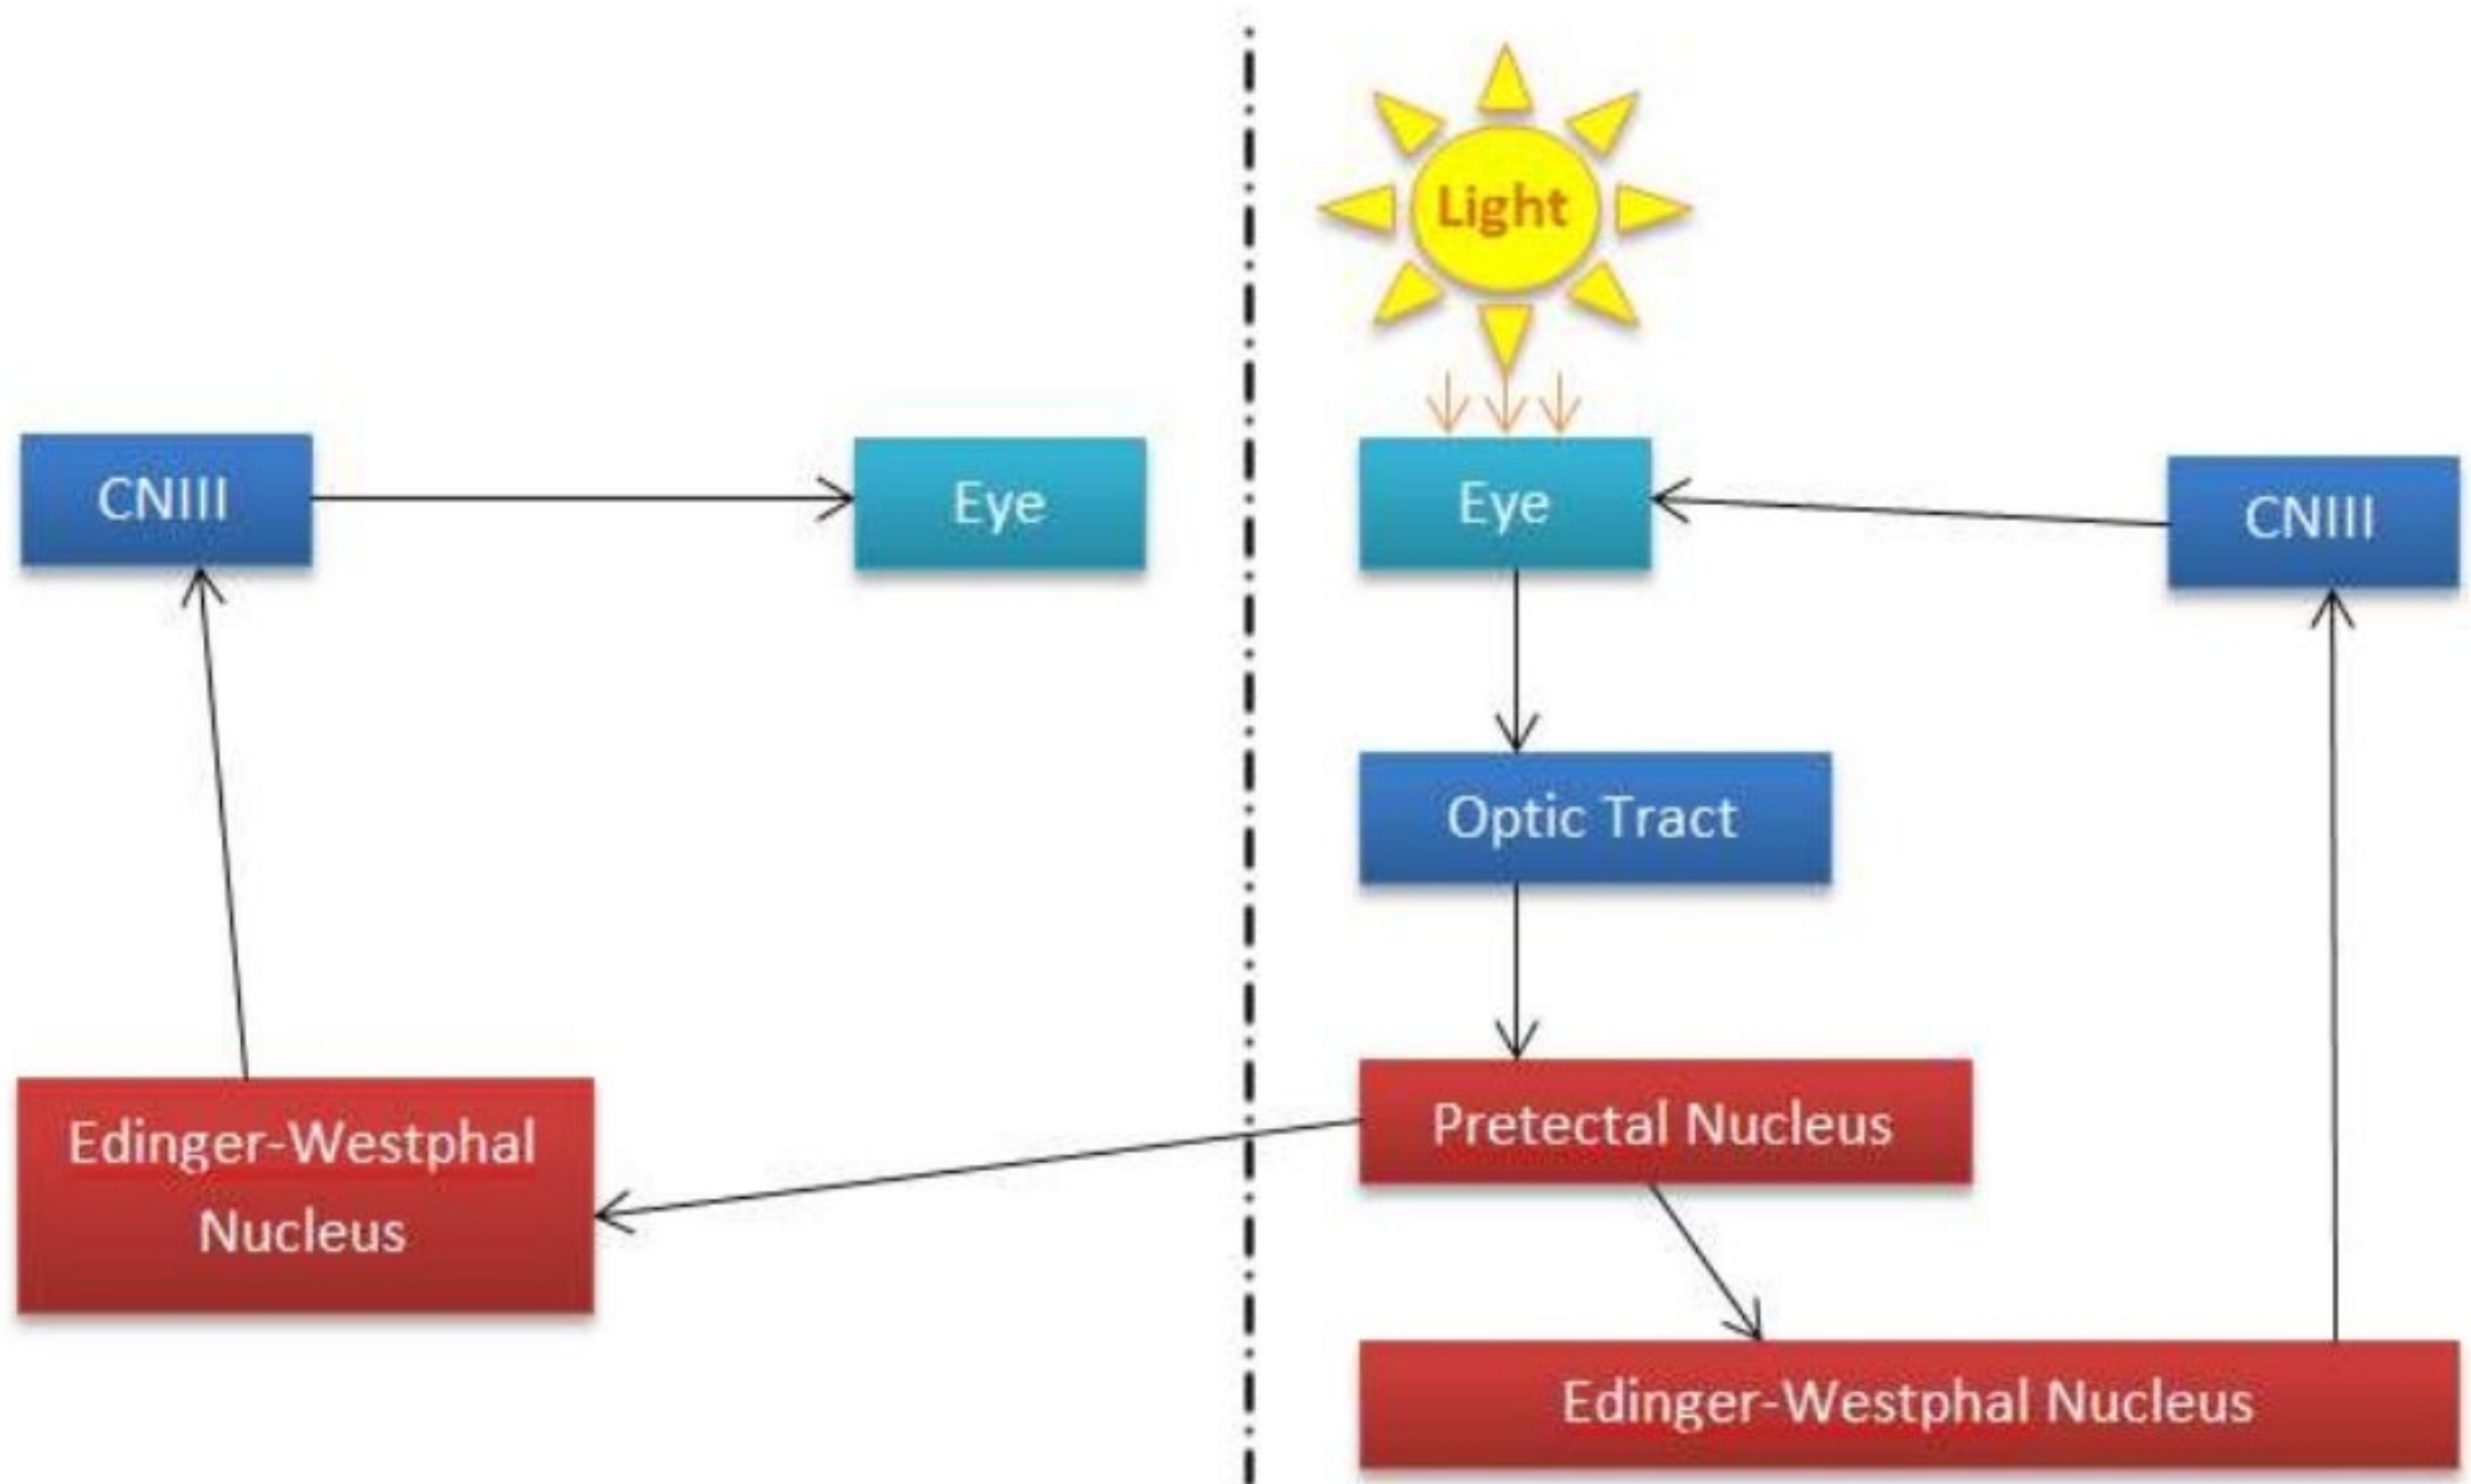 Light
CNIII
Eye
Eye
CNIII
Optic Tract
Pretectal Nucleus
Edinger-Westphal
Nucleus
Edinger-Westphal Nucleus